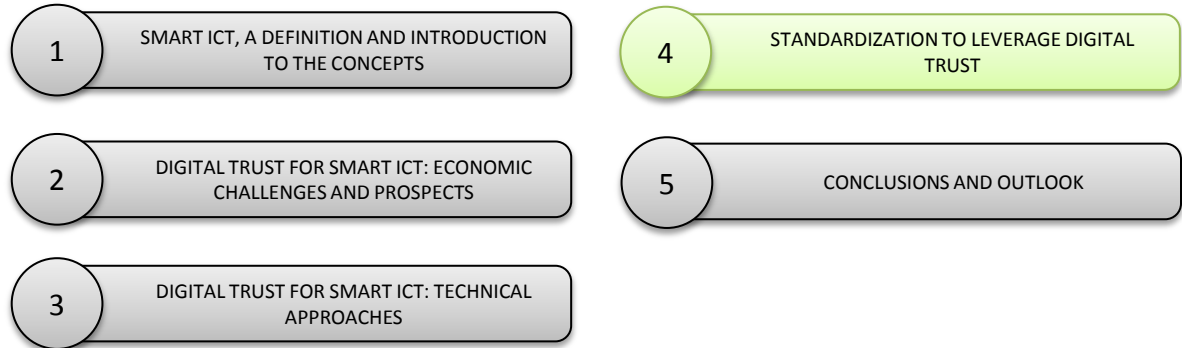 1
SMART ICT, A DEFINITION AND INTRODUCTION
TO THE CONCEPTS
2
DIGITAL TRUST FOR SMART ICT: ECONOMIC
CHALLENGES AND PROSPECTS
3
DIGITAL TRUST FOR SMART ICT: TECHNICAL
APPROACHES
4
STANDARDIZATION TO LEVERAGE DIGITAL
TRUST
5
CONCLUSIONS AND OUTLOOK